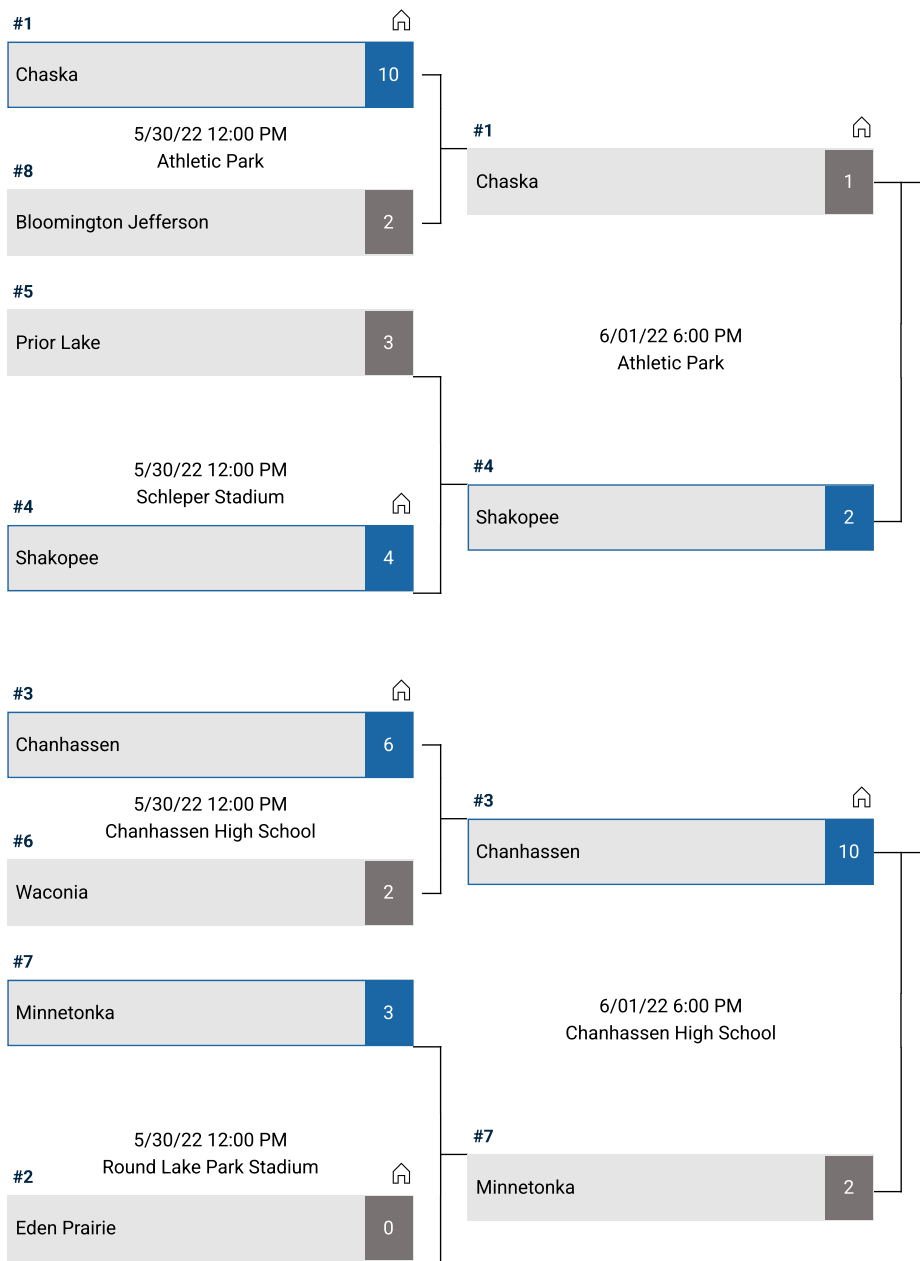 #1
Chaska
10
5/30/22 12:00 PM
Athletic Park
#8
Bloomington Jefferson
2
#5
Prior Lake
3
5/30/22 12:00 PM
Schleper Stadium
#4
Shakopee
4
#1
Chaska
1
6/01/22 6:00 PM
Athletic Park
#4
Shakopee
2
#3
Chanhassen
6
5/30/22 12:00 PM
Chanhassen High School
#6
Waconia
2
#7
Minnetonka
3
5/30/22 12:00 PM
Round Lake Park Stadium
#2
Eden Prairie
0
#3
Chanhassen
10
6/01/22 6:00 PM
Chanhassen High School
#7
Minnetonka
2